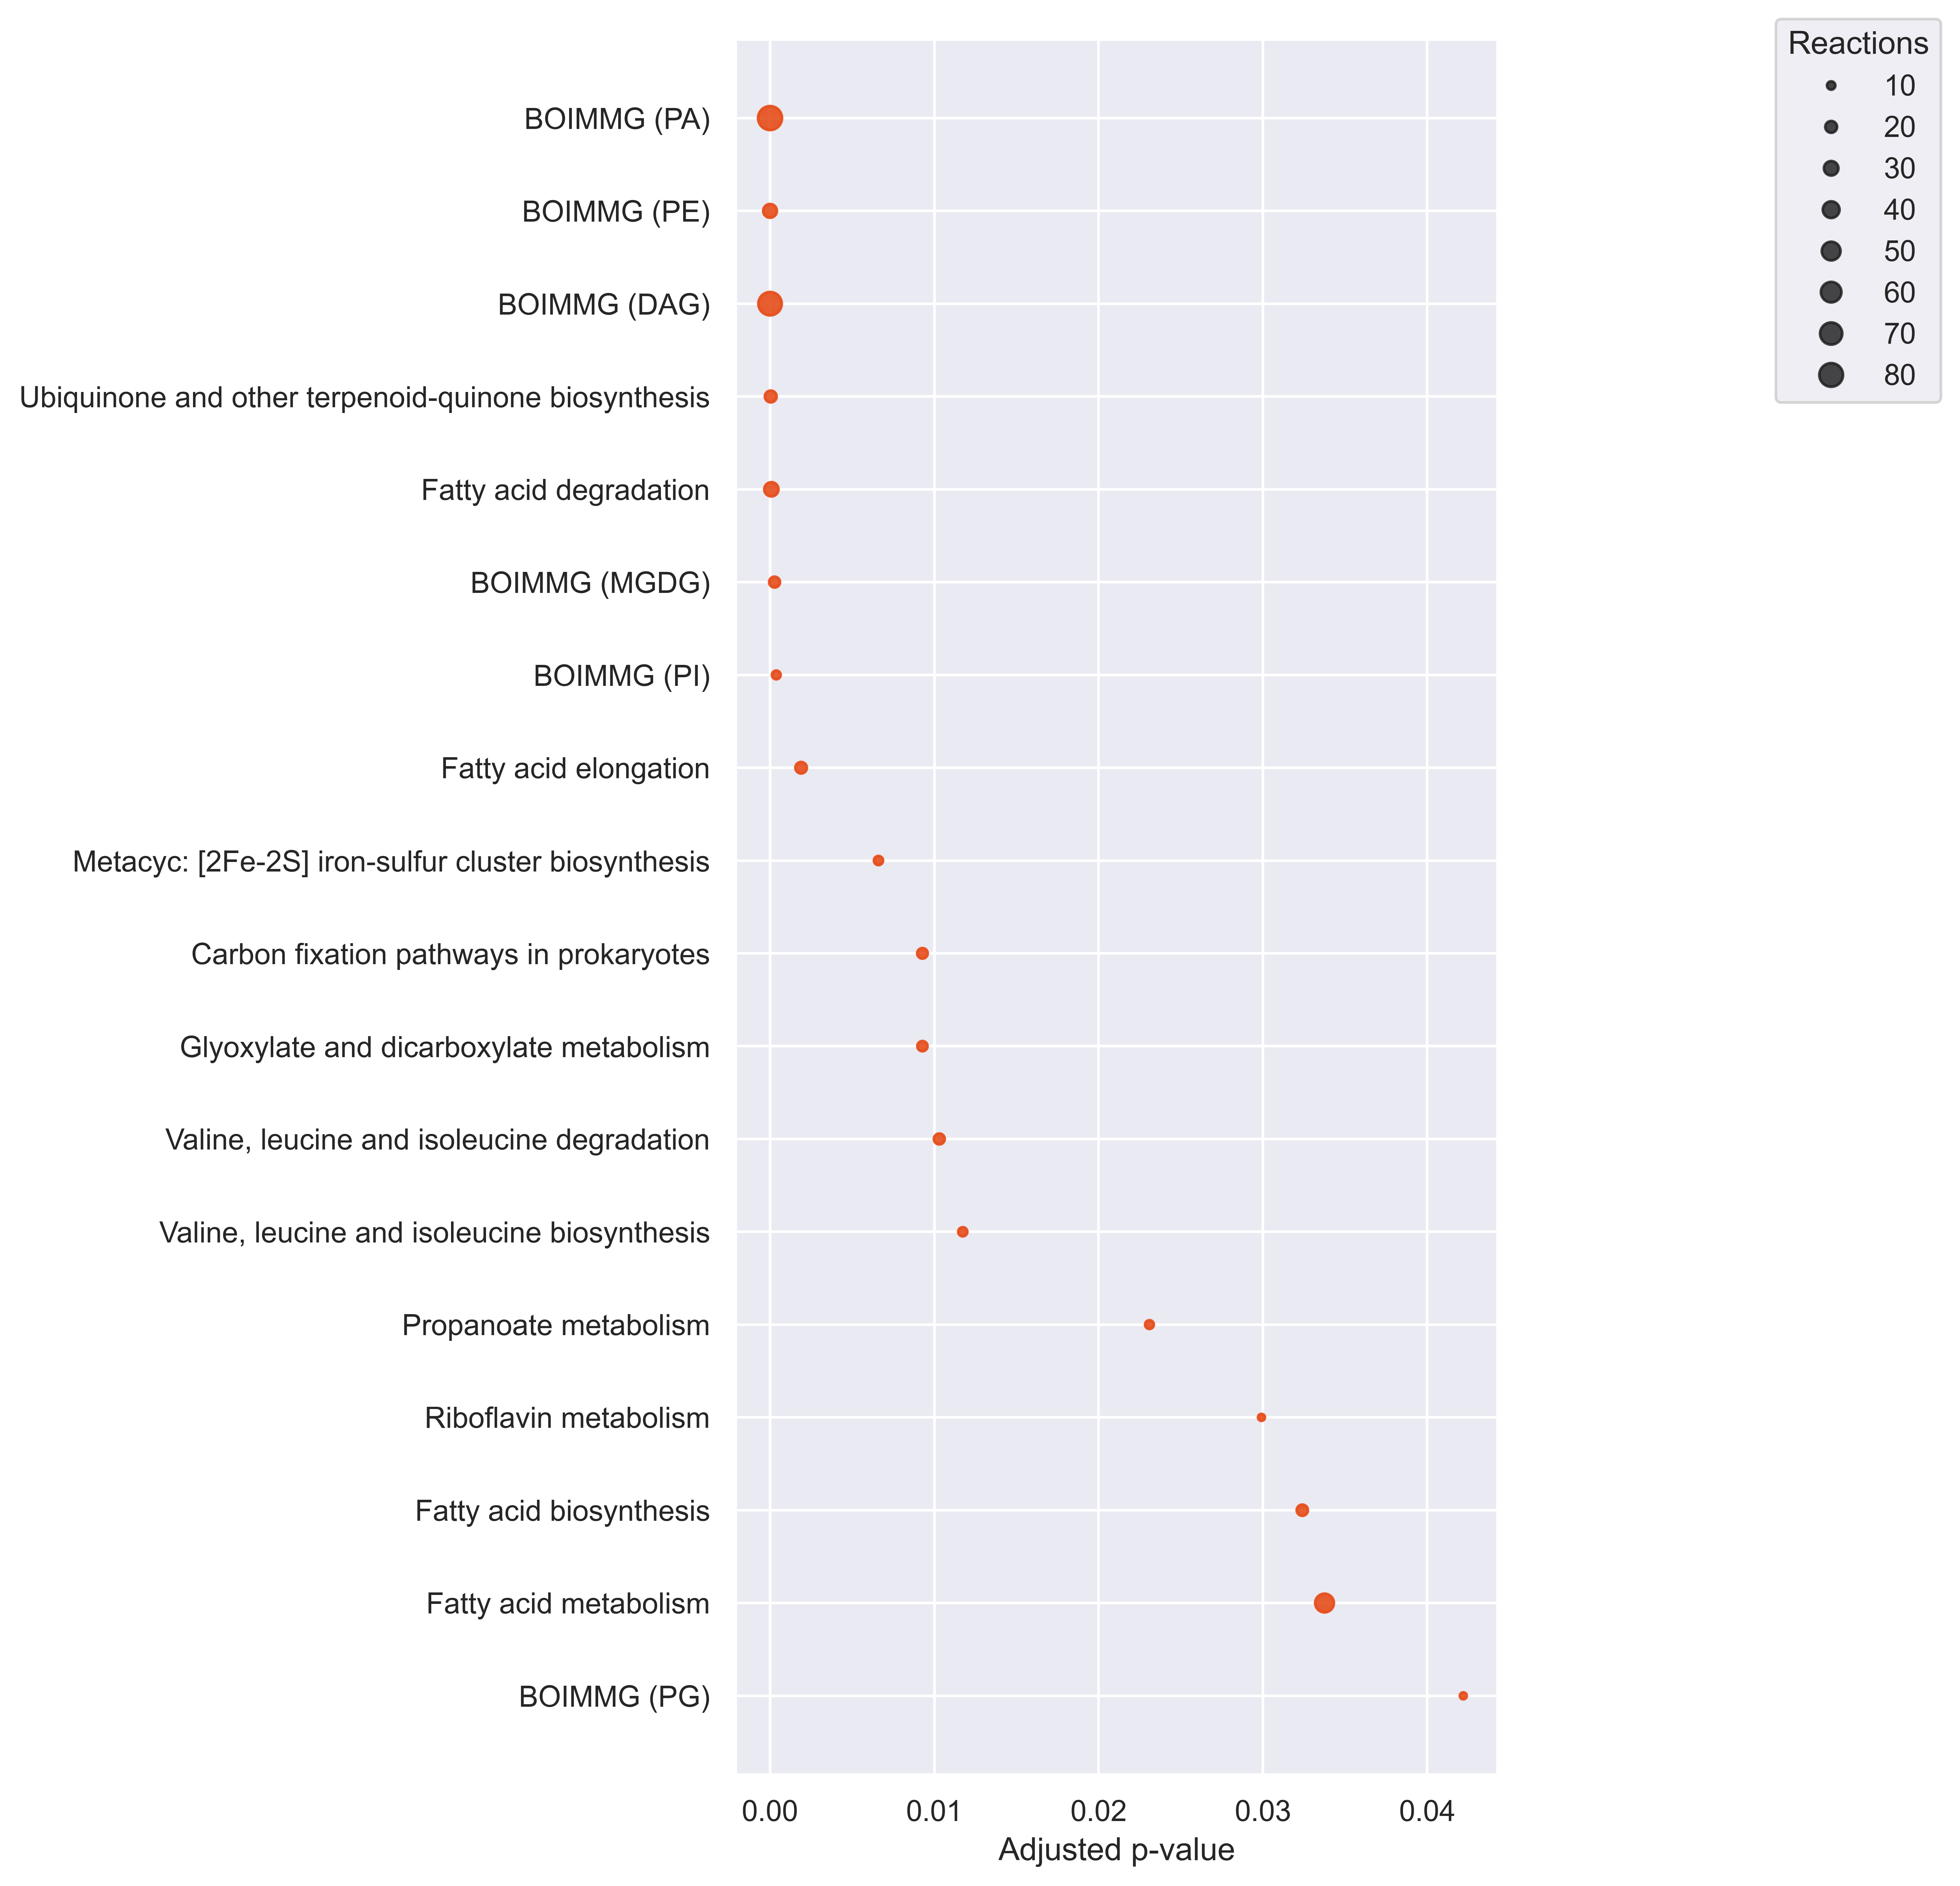 Reactions
10
20
30
40
50
60
70
80
BOIMMG (PA)
BOIMMG (PE)
BOIMMG (DAG)
Ubiquinone and other terpenoid-quinone biosynthesis
Fatty acid degradation
BOIMMG (MGDG)
BOIMMG (PI)
Fatty acid elongation
Metacyc: [2Fe-2S] iron-sulfur cluster biosynthesis
Carbon fixation pathways in prokaryotes
Glyoxylate and dicarboxylate metabolism
Valine, leucine and isoleucine degradation
Valine, leucine and isoleucine biosynthesis
Propanoate metabolism
Riboflavin metabolism
Fatty acid biosynthesis
Fatty acid metabolism
BOIMMG (PG)
0.00 0.01 0.02 0.03 0.04
Adjusted p-value